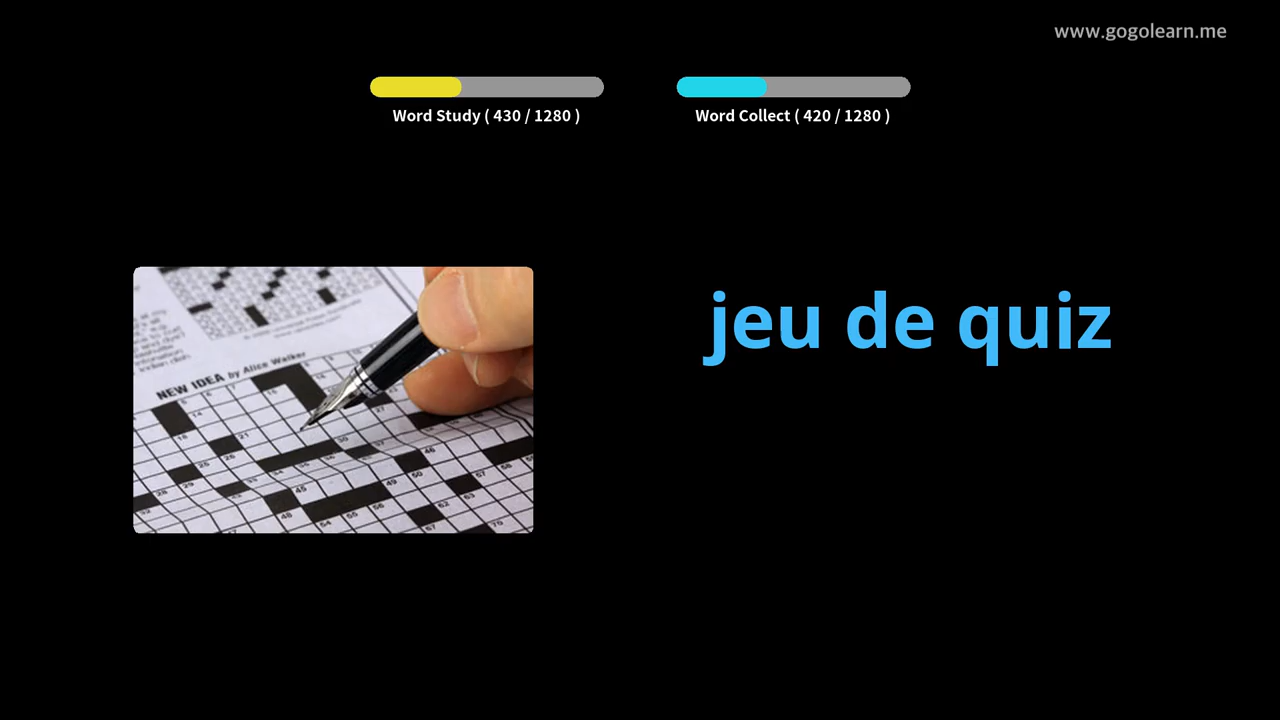 www.gogolearn.me
Word Study ( 430 / 1280 )
Word Collect ( 420 / 1280 )
jeu de quiz
NEW IDEA by Alice Walker